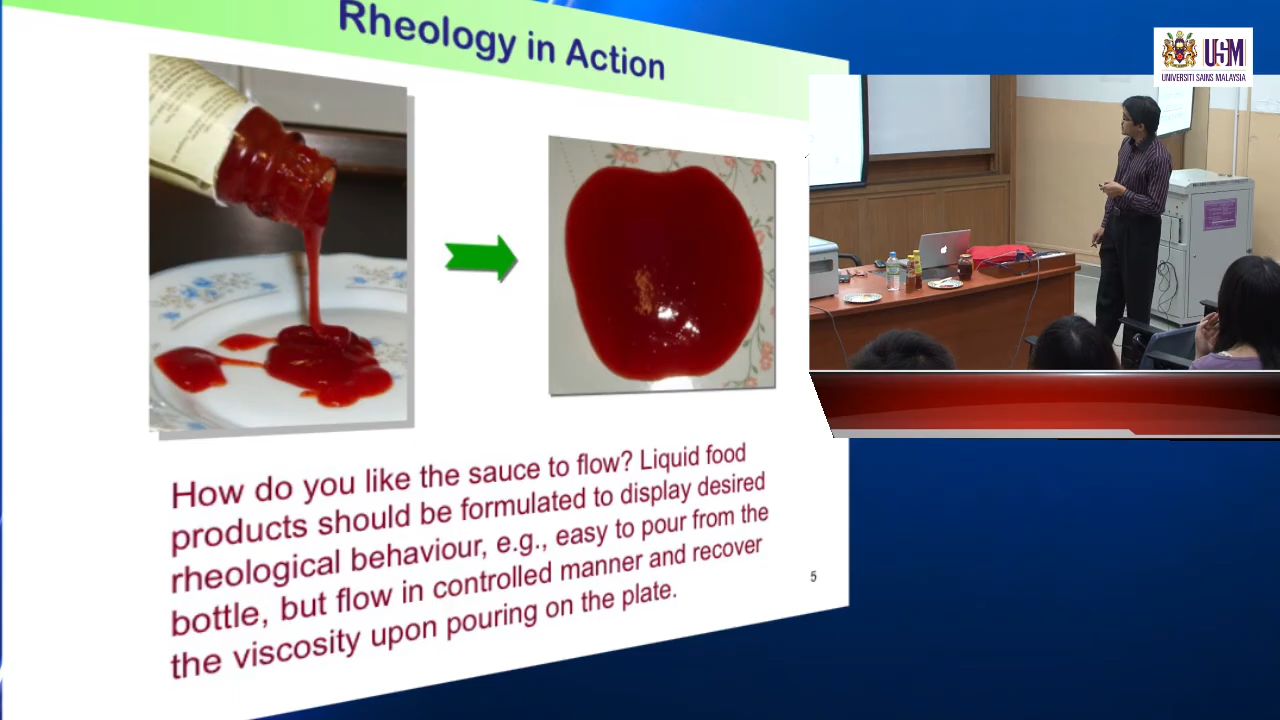 Rheology in Action
How do you like the sauce to flow? Liquid food
products should be formulated to display desired
rheological behaviour, e.g., easy to pour from the
bottle, but flow in controlled manner and recover
the viscosity upon pouring on the plate.
5
USM
UNIVERSITI SAINS MALAYSIA